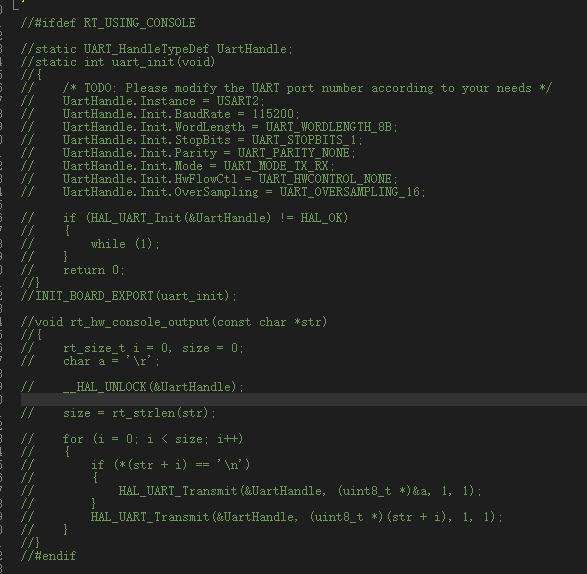 //#ifdef RT_USING_CONSOLE
//static UART_HandleTypeDef UartHandle;
//static int uart_init(void)
//{
//    /* TODO: Please modify the UART port number according to your needs */
//    UartHandle.Instance = USART2;
//    UartHandle.Init.BaudRate = 115200;
//    UartHandle.Init.WordLength = UART_WORDLENGTH_8B;
//    UartHandle.Init.StopBits = UART_STOPBITS_1;
//    UartHandle.Init.Parity = UART_PARITY_NONE;
//    UartHandle.Init.Mode = UART_MODE_TX_RX;
//    UartHandle.Init.HwFlowCtl = UART_HWCONTROL_NONE;
//    UartHandle.Init.OverSampling = UART_OVERSAMPLING_16;
//    if (HAL_UART_Init(&UartHandle) != HAL_OK)
//    {
//        while (1);
//    }
//    return 0;
//}
//INIT_BOARD_EXPORT(uart_init);
//void rt_hw_console_output(const char *str)
//{
//    rt_size_t i = 0, size = 0;
//    char a = '\r';
//    __HAL_UNLOCK(&UartHandle);
//    size = rt_strlen(str);
//    for (i = 0; i < size; i++)
//    {
//        if (*(str + i) == '\n')
//        {
//            HAL_UART_Transmit(&UartHandle, (uint8_t *)&a, 1, 1);
//        }
//        HAL_UART_Transmit(&UartHandle, (uint8_t *)(str + i), 1, 1);
//    }
//}
//#endif